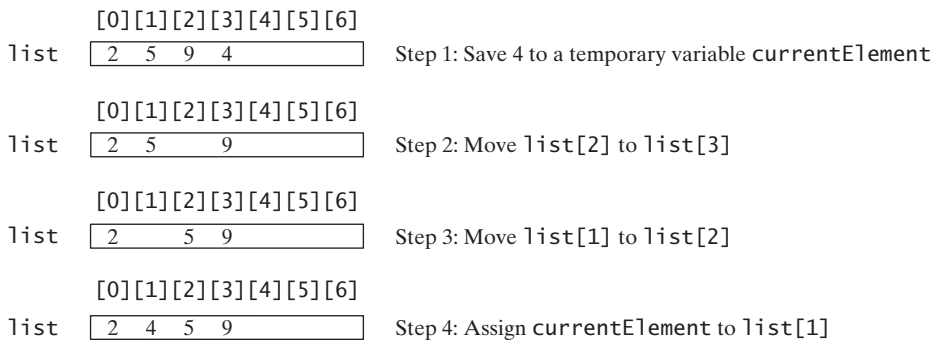 [0][1][2][3][4][5][6]
list 2 5 9 4 Step 1: Save 4 to a temporary variable currentElement
[0][1][2][3][4][5][6]
list 2 5 9 Step 2: Move list[2] to list[3]
[0][1][2][3][4][5][6]
list 2 5 9 Step 3: Move list[1] to list[2]
[0][1][2][3][4][5][6]
list 2 4 5 9 Step 4: Assign currentElement to list[1]